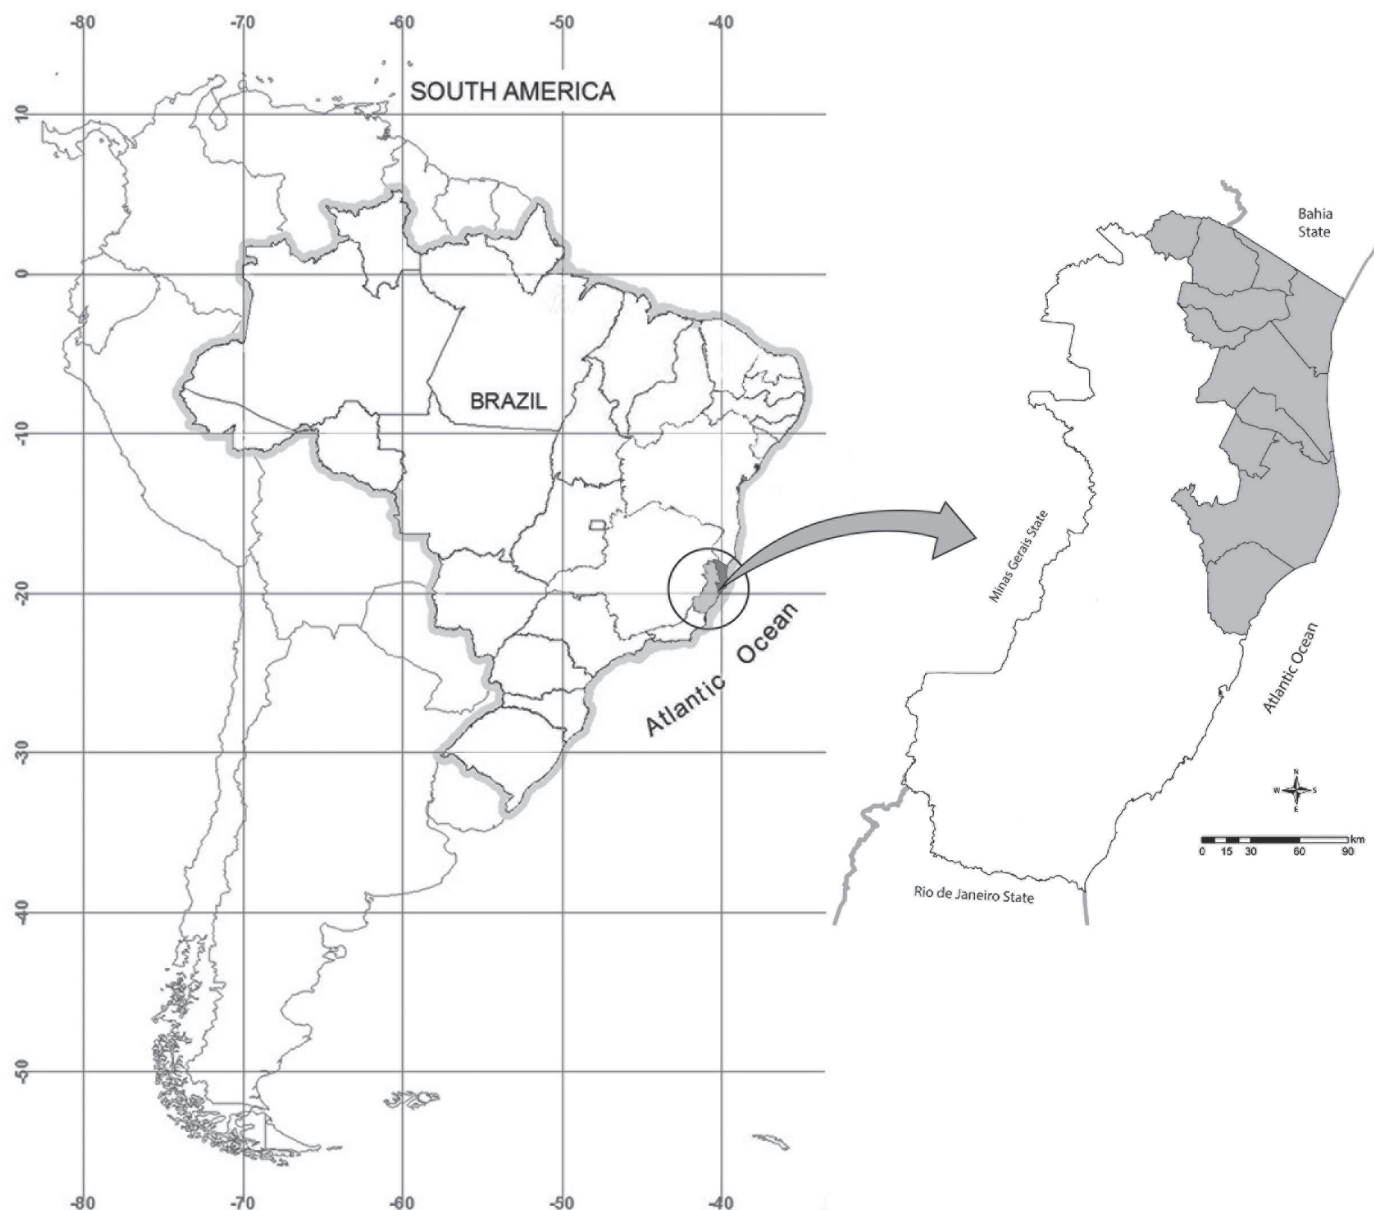 -80 -70 -60 -50 -40
SOUTH AMERICA
10
0
BRAZIL
-10
-20
-30
-40
-50
Atlantic Ocean
-80 -70 -60 -50 -40
Bahia
State
Minas Gerais State
Atlantic Ocean
N
W S
E
km
0 15 30 60 90
Rio de Janeiro State